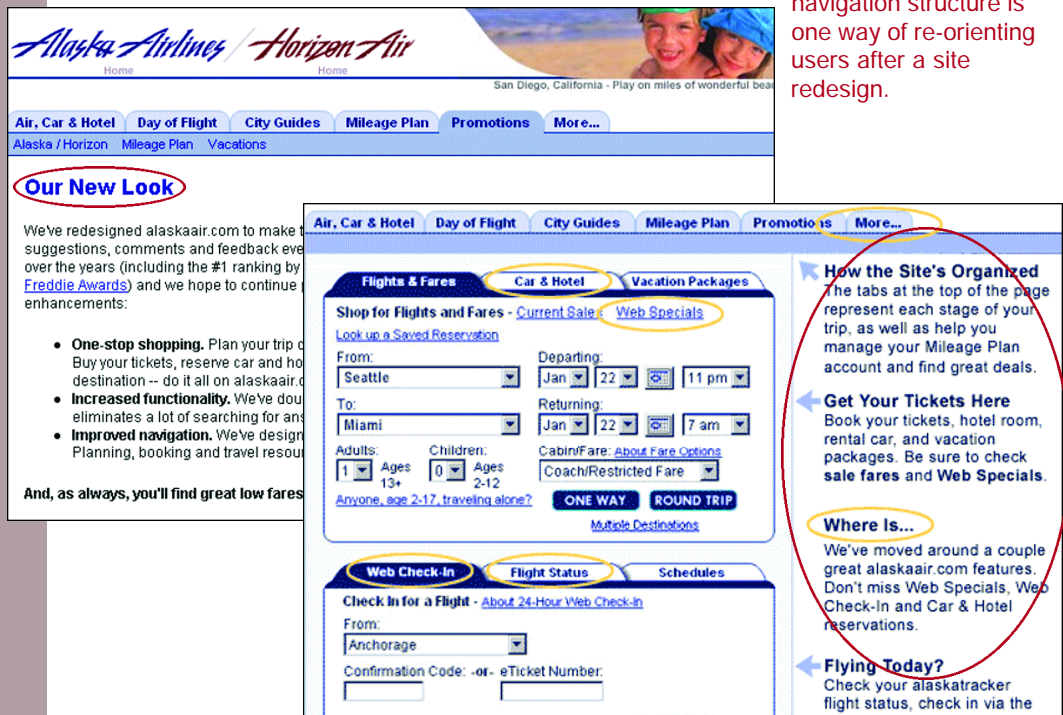 navigation structure is
one way of re-orienting
users after a site
redesign.
Alaska Airlines / Horizon Air
Home Home
San Diego, California - Play on miles of wonderful bea
Air, Car & Hotel Day of Flight City Guides Mileage Plan Promotions More...
Alaska / Horizon Mileage Plan Vacations
Our New Look
We've redesigned alaskaair.com to make t
suggestions, comments and feedback eve
over the years (including the #1 ranking by
Freddie Awards) and we hope to continue
enhancements:
• One-stop shopping. Plan your trip
Buy your tickets, reserve car and ho
destination -- do it all on alaskaair.c
• Increased functionality. We've dou
eliminates a lot of searching for ans
• Improved navigation. We've design
Planning, booking and travel resou
And, as always, you'll find great low fares
Air, Car & Hotel Day of Flight City Guides Mileage Plan Promotions More...
Flights & Fares Car & Hotel Vacation Packages
Shop for Flights and Fares - Current Sales Web Specials
Look up a Saved Reservation
From: Departing:
Seattle Jan 22 11 pm
To: Returning:
Miami Jan 22 7 am
Adults: Children: Cabin/Fare: About Fare Options
1 Ages 13+ 0 Ages 2-12 Coach/Restricted Fare
Anyone, age 2-17, traveling alone? ONE WAY ROUND TRIP
Multiple Destinations
Web Check-In Flight Status Schedules
Check In for a Flight - About 24-Hour Web Check-In
From:
Anchorage
Confirmation Code: -or- eTicket Number:
How the Site's Organized
The tabs at the top of the page
represent each stage of your
trip, as well as help you
manage your Mileage Plan
account and find great deals.
Get Your Tickets Here
Book your tickets, hotel room,
rental car, and vacation
packages. Be sure to check
sale fares and Web Specials.
Where Is...
We've moved around a couple
great alaskaair.com features.
Don't miss Web Specials, Web
Check-In and Car & Hotel
reservations.
Flying Today?
Check your alaskatracker
flight status, check in via the